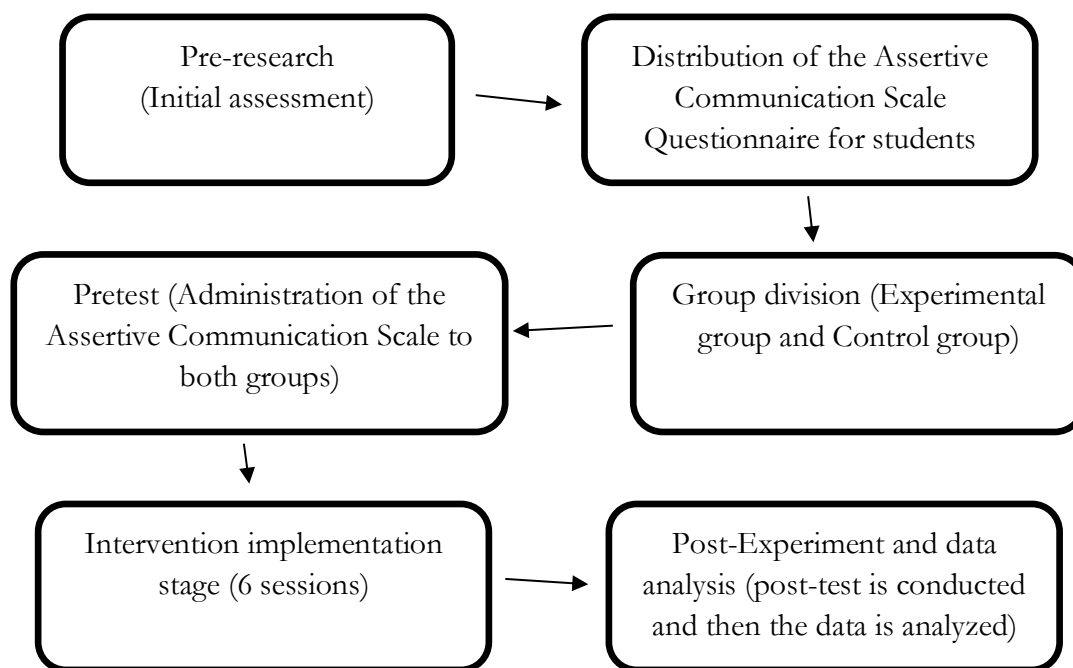 Pre-research
(Initial assessment)
Distribution of the Assertive
Communication Scale
Questionnaire for students
Group division (Experimental
group and Control group)
Pretest (Administration of the
Assertive Communication Scale to
both groups)
Intervention implementation
stage (6 sessions)
Post-Experiment and data
analysis (post-test is conducted
and then the data is analyzed)